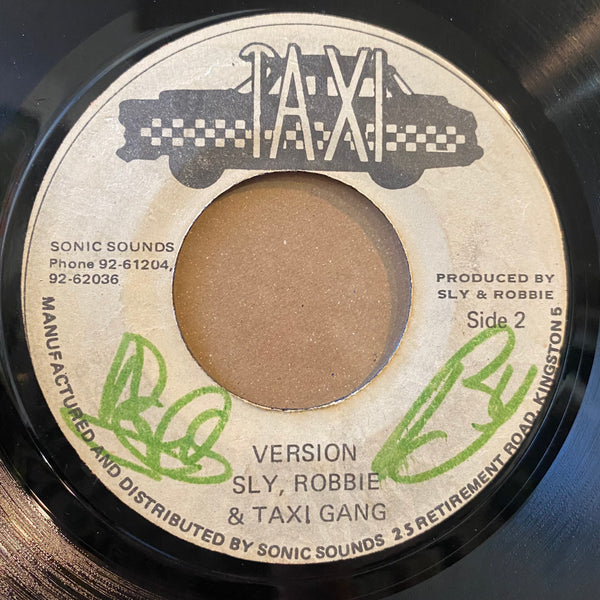 TAXI
SONIC SOUNDS
Phone 92-61204,
92-62036
PRODUCED BY
SLY & ROBBIE
Side 2
VERSION
SLY, ROBBIE
& TAXI GANG
MANUFACTURED AND DISTRIBUTED BY SONIC SOUNDS 25 RETIREMENT ROAD, KINGSTON 5